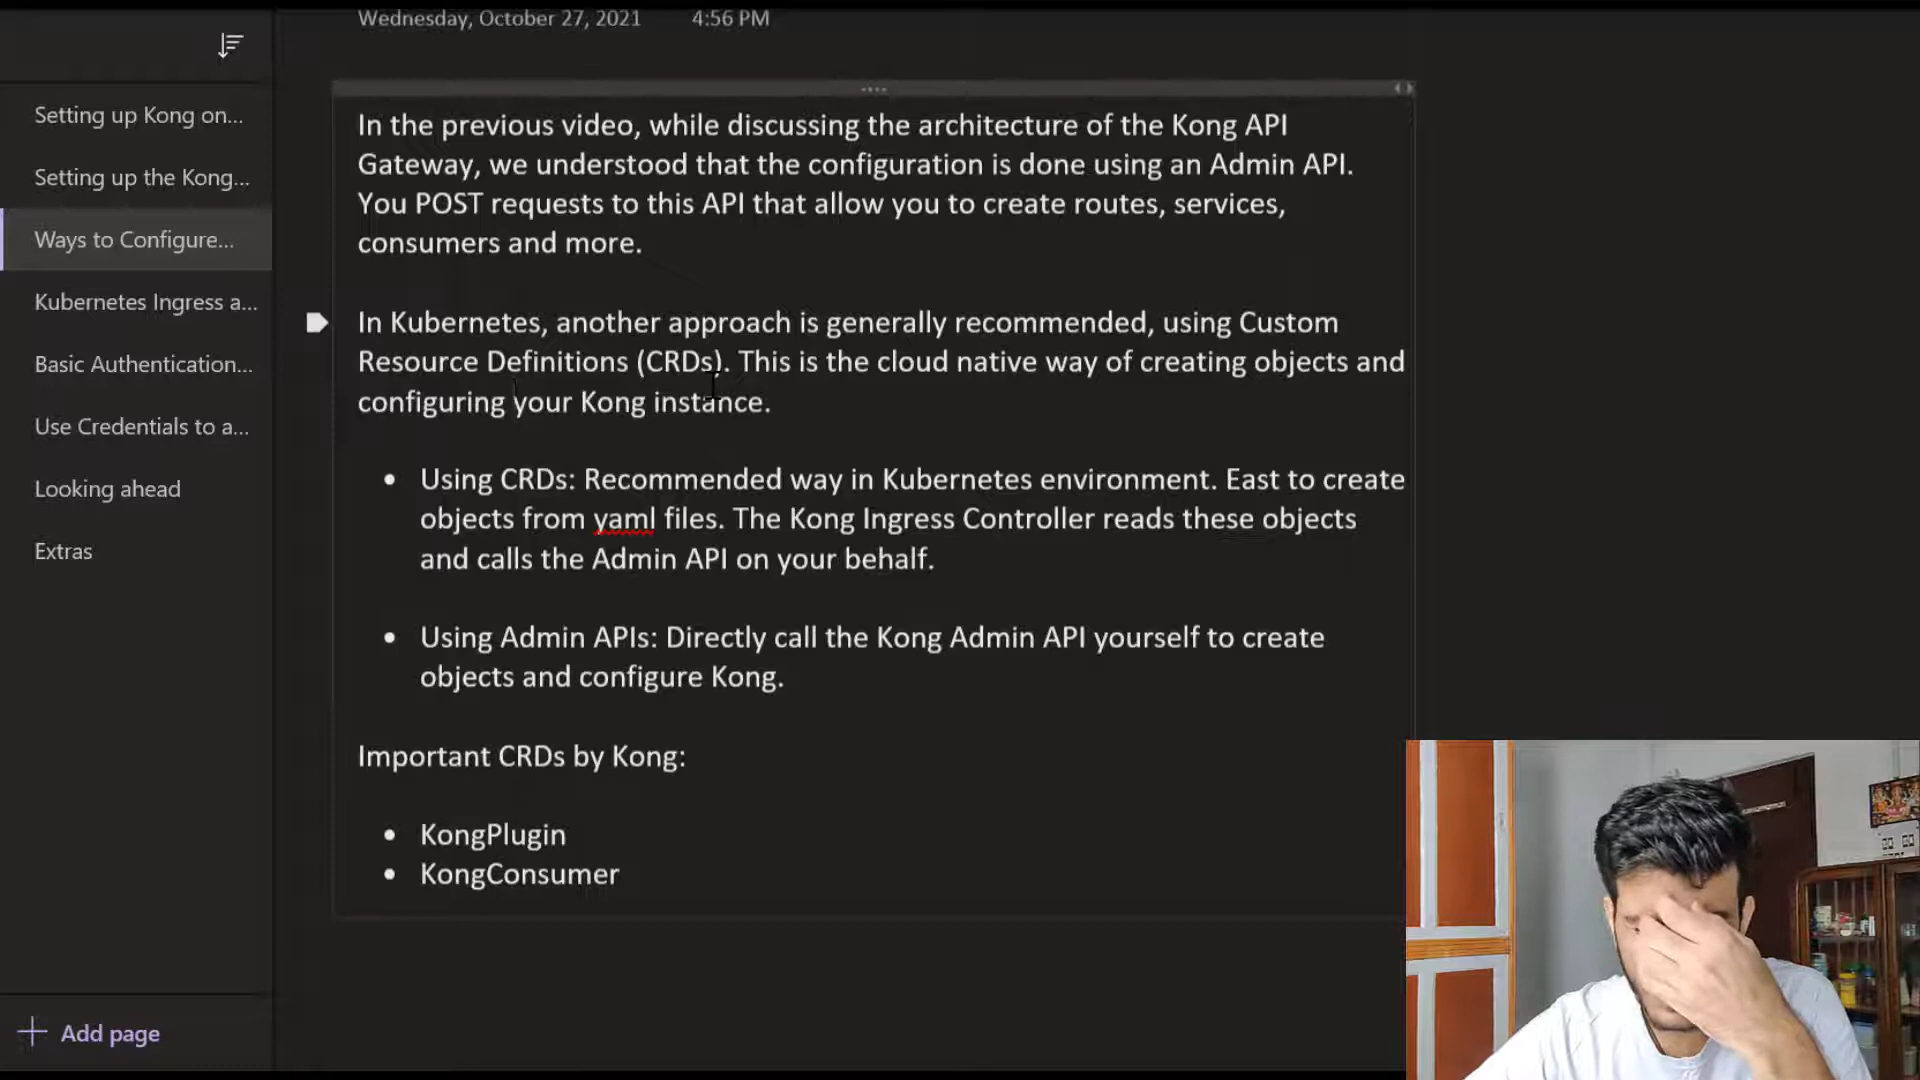 Wednesday, October 27, 2021 4:56 PM
Setting up Kong on...
Setting up the Kong...
Ways to Configure...
Kubernetes Ingress a...
Basic Authentication...
Use Credentials to a...
Looking ahead
Extras
Add page
In the previous video, while discussing the architecture of the Kong API
Gateway, we understood that the configuration is done using an Admin API.
You POST requests to this API that allow you to create routes, services,
consumers and more.
In Kubernetes, another approach is generally recommended, using Custom
Resource Definitions (CRDs). This is the cloud native way of creating objects and
configuring your Kong instance.
• Using CRDs: Recommended way in Kubernetes environment. East to create
objects from yaml files. The Kong Ingress Controller reads these objects
and calls the Admin API on your behalf.
• Using Admin APIs: Directly call the Kong Admin API yourself to create
objects and configure Kong.
Important CRDs by Kong:
• KongPlugin
• KongConsumer